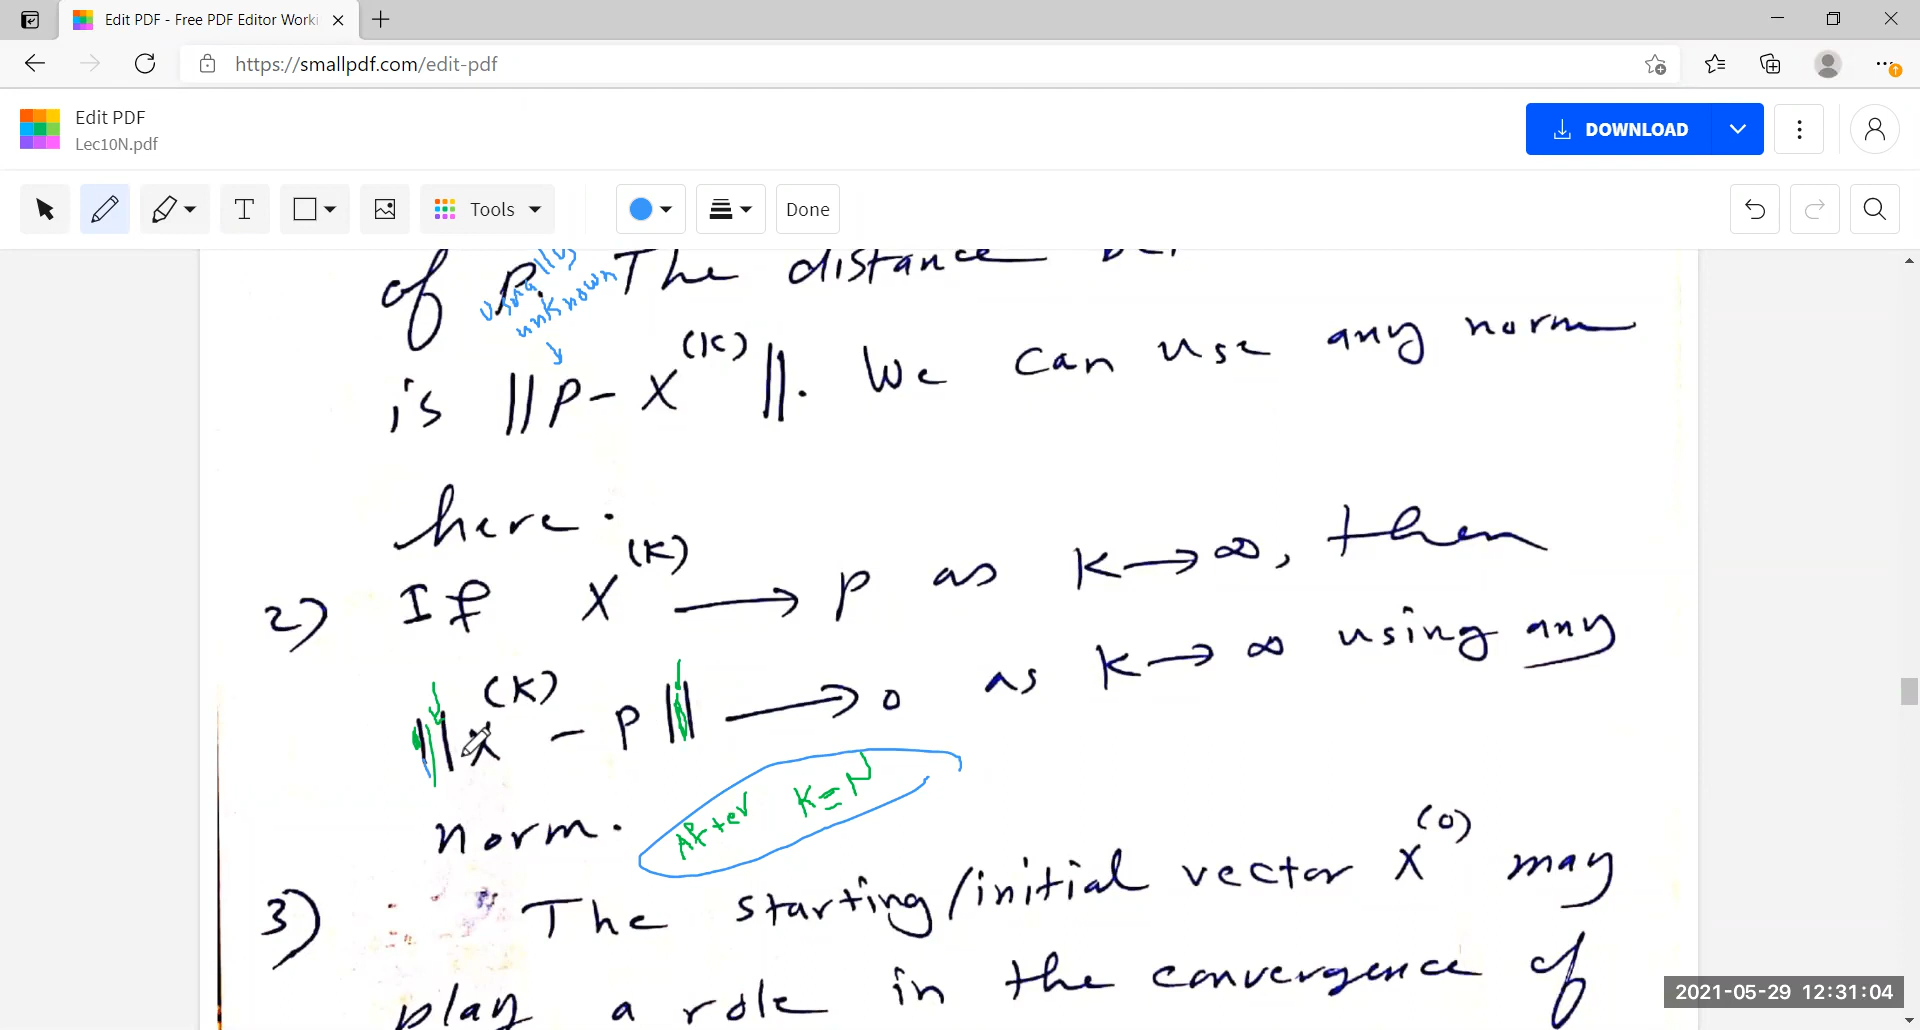 Edit PDF - Free PDF Editor Worki
https://smallpdf.com/edit-pdf
Edit PDF
Lec10N.pdf
DOWNLOAD
T Tools Done
of P. The distance
usually
unknown
is ||P - X^(K)||. We can use any norm
here.
2) If X^(K) → P as K → ∞, then
||X^(K) - P|| → 0 as K → ∞ using any
norm.
After K=N
3) The starting/initial vector X^(0) may
play a role in the convergence of
2021-05-29 12:31:04